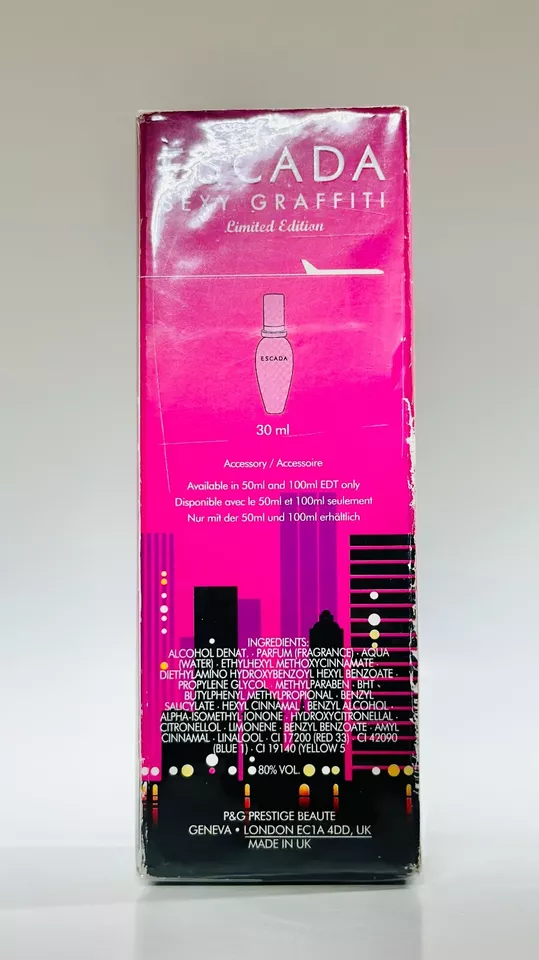 ESCADA
SEXY GRAFFITI
Limited Edition
ESCADA
30 ml
Accessory / Accessoire
Available in 50ml and 100ml EDT only
Disponible avec le 50ml et 100ml seulement
Nur mit der 50ml und 100ml erhältlich
INGREDIENTS:
ALCOHOL DENAT. · PARFUM (FRAGRANCE) · AQUA
(WATER) · ETHYLHEXYL METHOXYCINNAMATE ·
DIETHYLAMINO HYDROXYBENZOYL HEXYL BENZOATE ·
PROPYLENE GLYCOL · METHYLPARABEN · BHT ·
BUTYLPHENYL METHYLPROPIONAL · BENZYL
SALICYLATE · HEXYL CINNAMAL · BENZYL ALCOHOL ·
ALPHA-ISOMETHYL IONONE · HYDROXYCITRONELLAL ·
CITRONELLOL · LIMONENE · BENZYL BENZOATE · AMYL
CINNAMAL · LINALOOL · CI 17200 (RED 33) · CI 42090
(BLUE 1) · CI 19140 (YELLOW 5
80% VOL.
P&G PRESTIGE BEAUTE
GENEVA • LONDON EC1A 4DD, UK
MADE IN UK